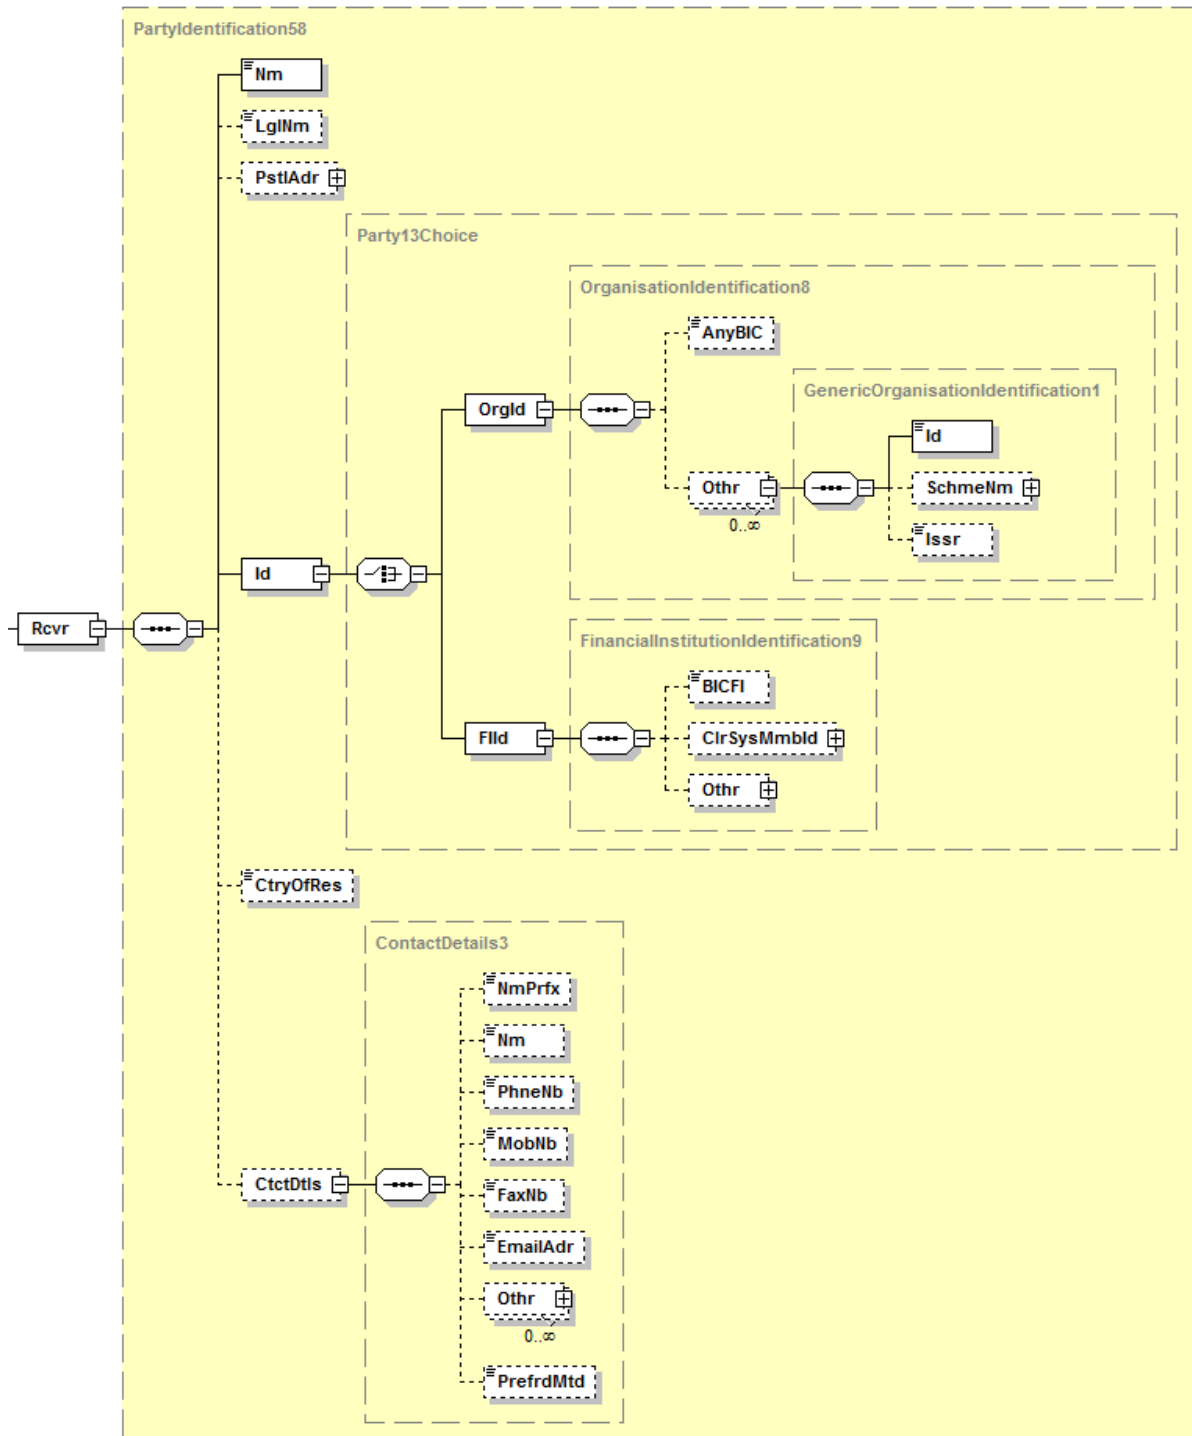 PartyIdentification58
Nm
LglNm
PstlAdr
Party13Choice
OrganisationIdentification8
AnyBIC
GenericOrganisationIdentification1
OrgId
Id
Othr
SchmeNm
0..∞
Issr
Id
Rcvr
FinancialInstitutionIdentification9
BICFI
FIId
ClrSysMmbId
Othr
CtryOfRes
ContactDetails3
NmPrfx
Nm
PhneNb
MobNb
CtctDtls
FaxNb
EmailAdr
Othr
0..∞
PrefrdMtd